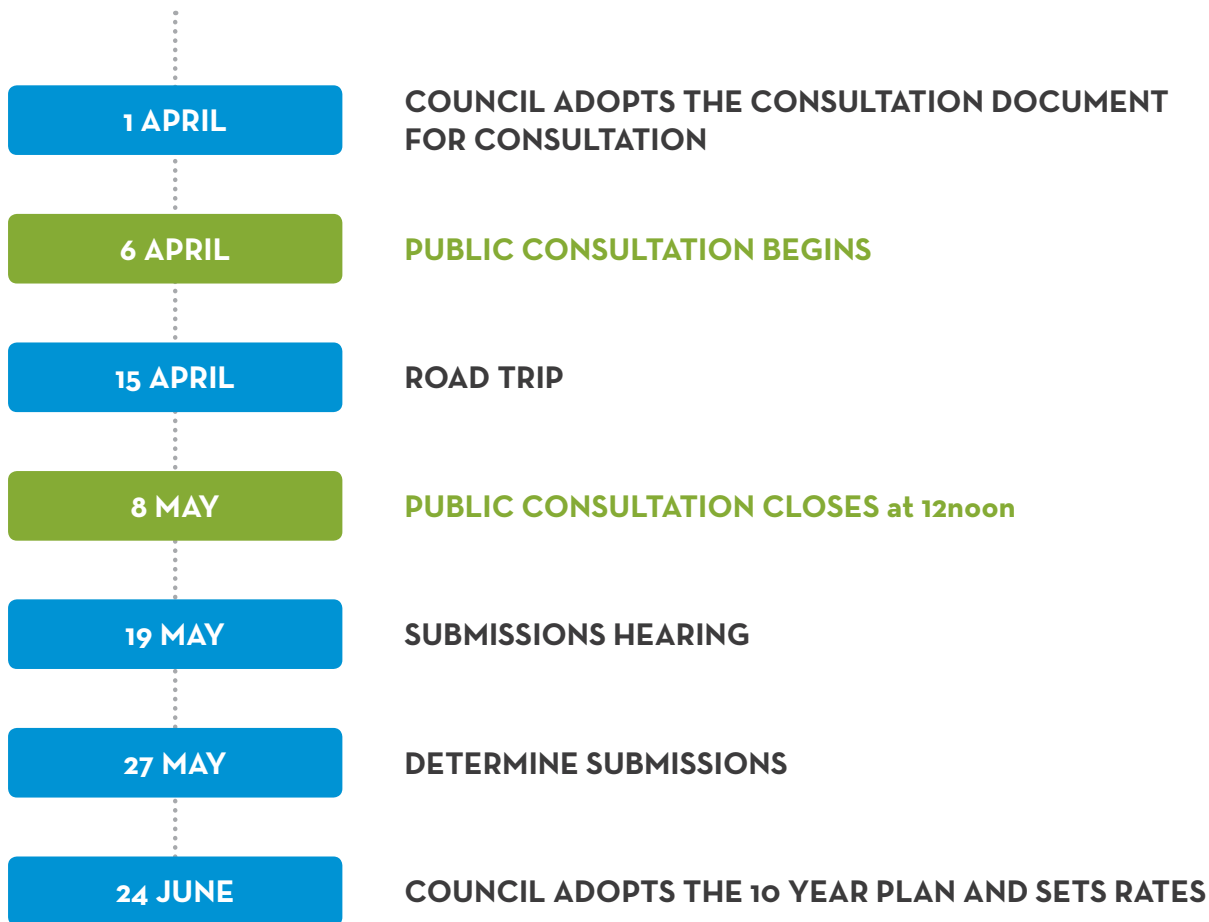 1 APRIL
COUNCIL ADOPTS THE CONSULTATION DOCUMENT
FOR CONSULTATION
6 APRIL
PUBLIC CONSULTATION BEGINS
15 APRIL
ROAD TRIP
8 MAY
PUBLIC CONSULTATION CLOSES at 12noon
19 MAY
SUBMISSIONS HEARING
27 MAY
DETERMINE SUBMISSIONS
24 JUNE
COUNCIL ADOPTS THE 10 YEAR PLAN AND SETS RATES